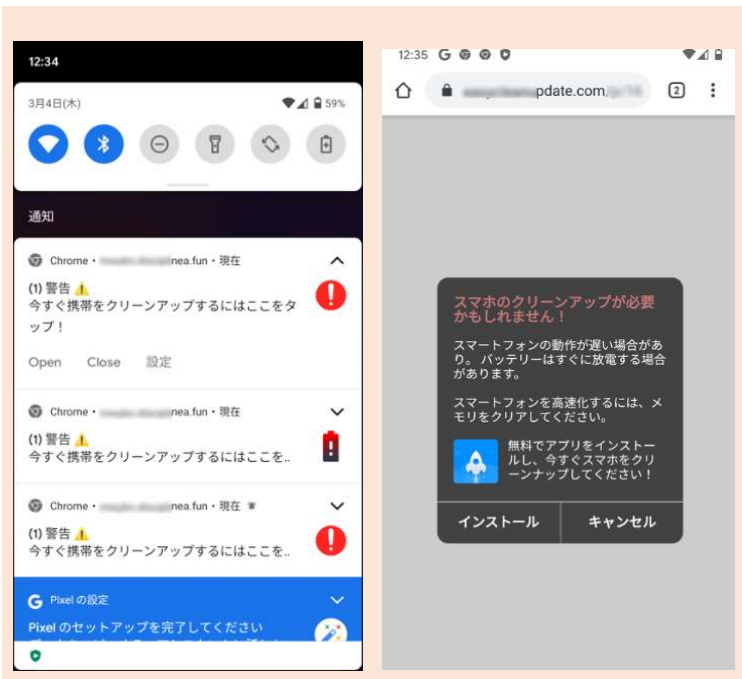 12:34
3月4日(木)
59%
通知
Chrome・nea.fun・現在
(1) 警告 ⚠
今すぐ携帯をクリーンアップするにはここをタ
ップ！
Open Close 設定
Chrome・nea.fun・現在
(1) 警告 ⚠
今すぐ携帯をクリーンアップするにはここを..
Chrome・nea.fun・現在
(1) 警告 ⚠
今すぐ携帯をクリーンアップするにはここを..
G Pixel の設定
Pixel のセットアップを完了してください
12:35 G
pdate.com
2
スマホのクリーンアップが必要
かもしれません！
スマートフォンの動作が遅い場合があ
り。 バッテリーはすぐに放電する場合
があります。
スマートフォンを高速化するには、メ
モリをクリアしてください。
無料でアプリをインストー
ルし、今すぐスマホをクリ
ーンナップしてください！
インストール キャンセル